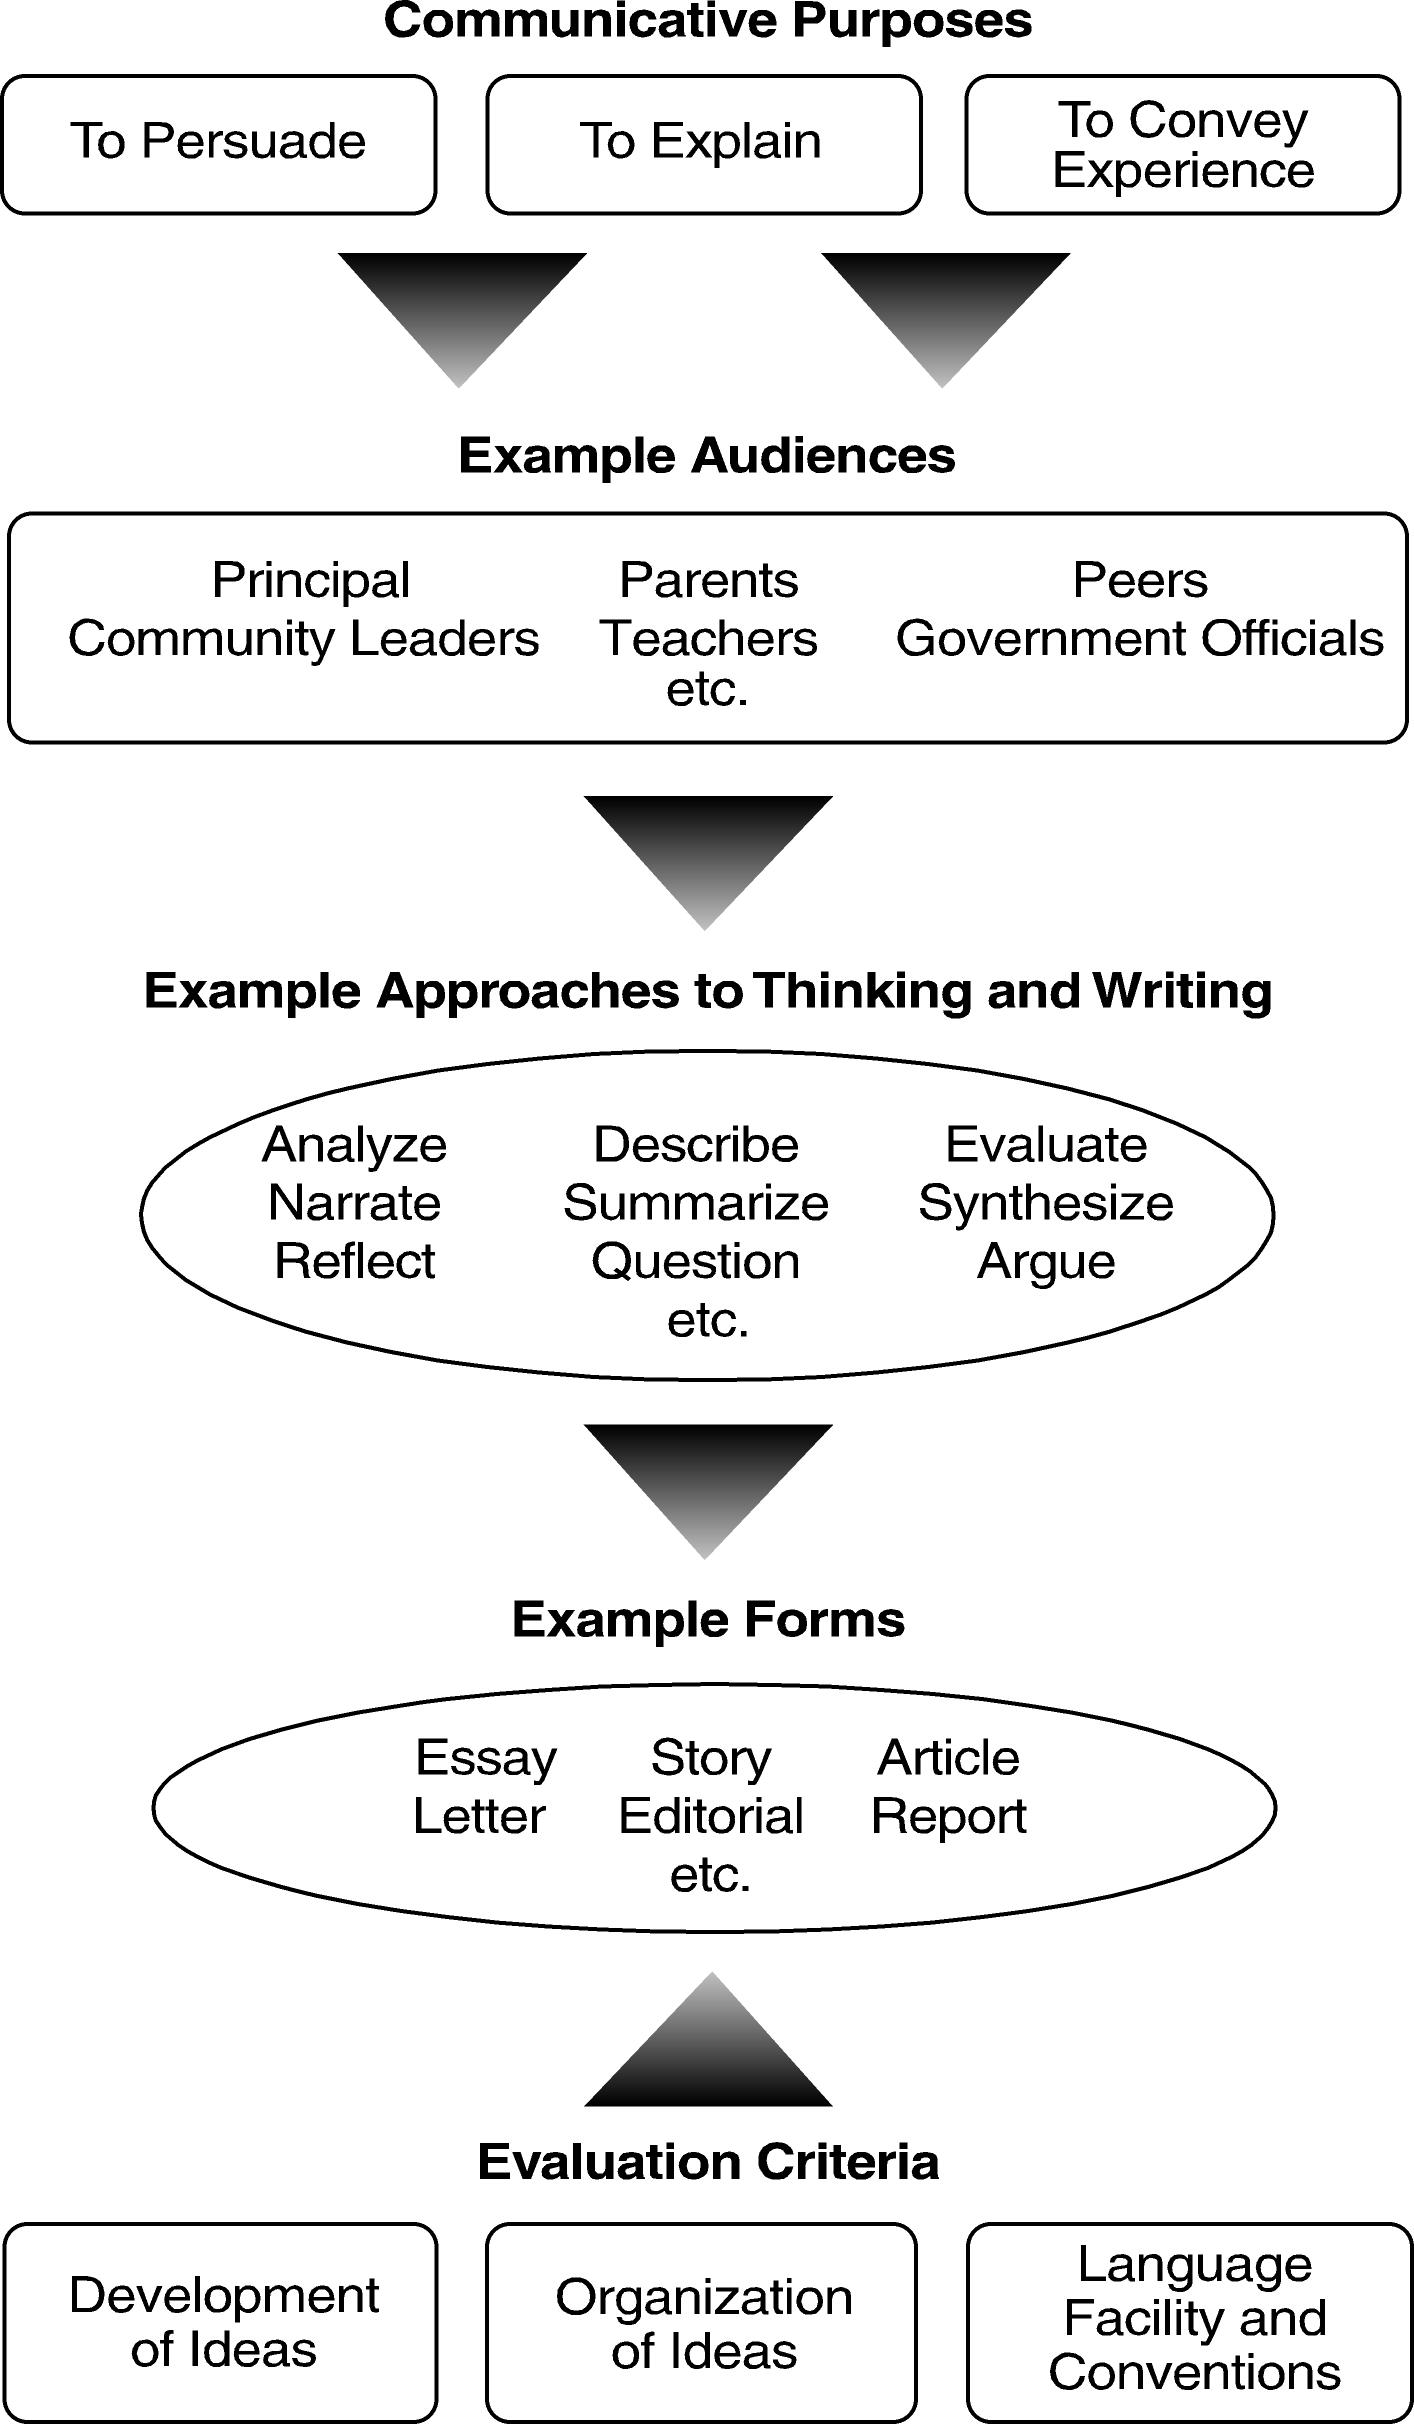 Communicative Purposes
To Persuade
To Explain
To Convey
Experience
Example Audiences
Principal Parents Peers
Community Leaders Teachers Government Officials
etc.
Example Approaches to Thinking and Writing
Analyze Describe Evaluate
Narrate Summarize Synthesize
Reflect Question Argue
etc.
Example Forms
Essay Story Article
Letter Editorial Report
etc.
Evaluation Criteria
Development
of Ideas
Organization
of Ideas
Language
Facility and
Conventions